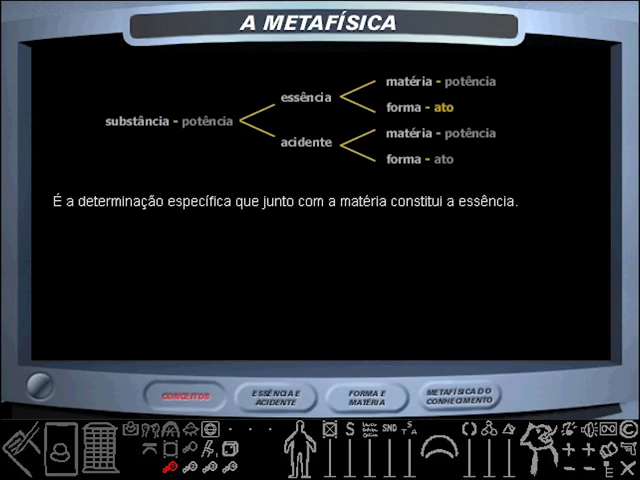 A METAFÍSICA
matéria - potência
essência
forma - ato
substância - potência
matéria - potência
acidente
forma - ato
É a determinação específica que junto com a matéria constitui a essência.
CONCEITOS
ESSÊNCIA E
ACIDENTE
FORMA E
MATÉRIA
METAFÍSICA DO
CONHECIMENTO